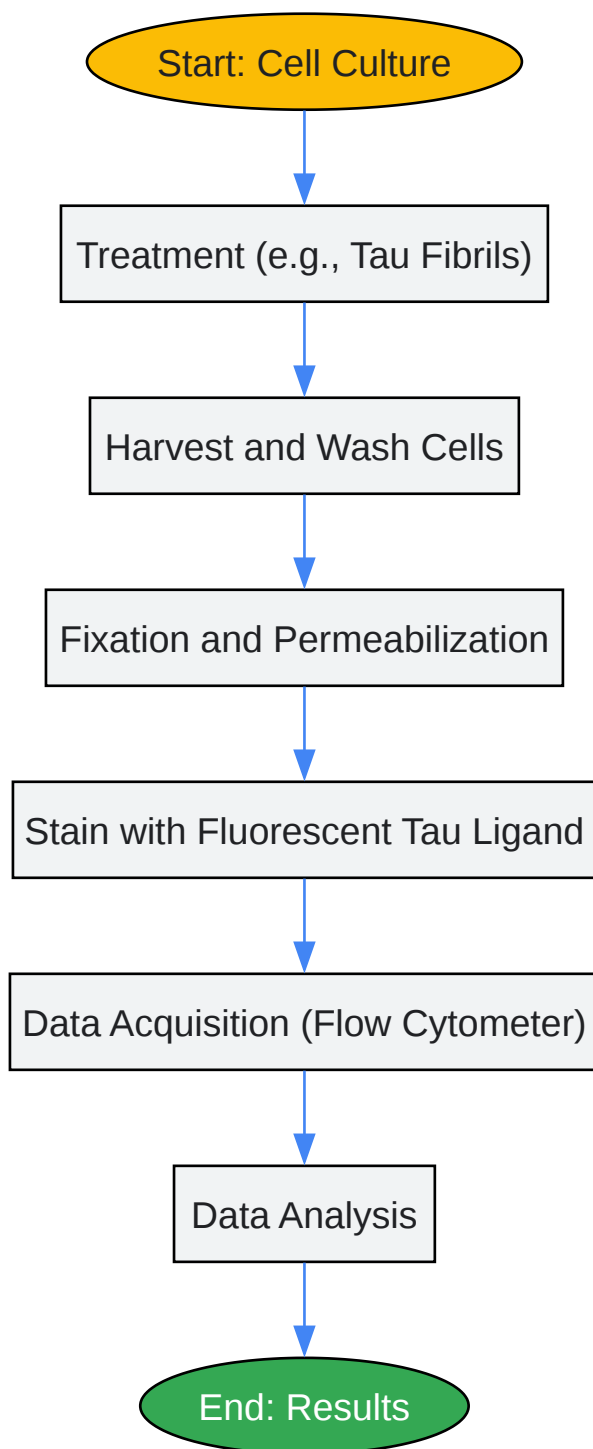 Start: Cell Culture
Treatment (e.g., Tau Fibrils)
Harvest and Wash Cells
Fixation and Permeabilization
Stain with Fluorescent Tau Ligand
Data Acquisition (Flow Cytometer)
Data Analysis
End: Results